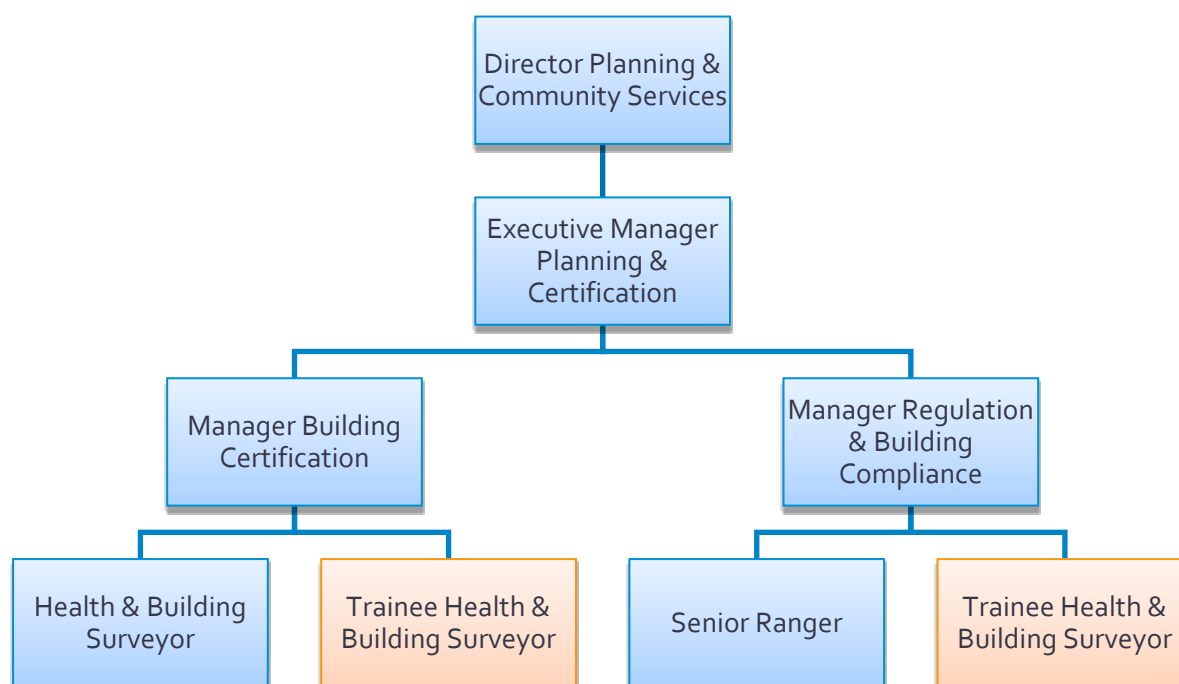 Director Planning &
Community Services
Executive Manager
Planning &
Certification
Manager Building
Certification
Manager Regulation
& Building
Compliance
Health & Building
Surveyor
Trainee Health &
Building Surveyor
Senior Ranger
Trainee Health &
Building Surveyor